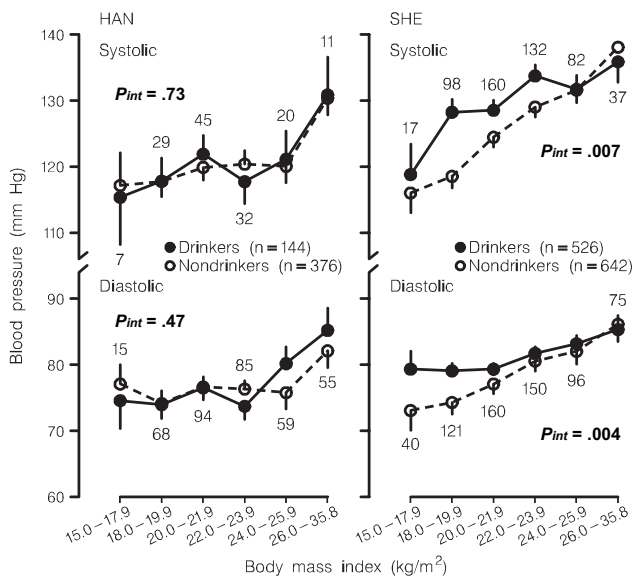 HAN
SHE
Blood pressure (mm Hg)
140
130
120
110
90
80
70
60
Systolic
P int = .73
7
29
45
32
20
11
Systolic
17
98
160
132
82
37
P int = .007
Drinkers (n = 144)
Nondrinkers (n = 376)
Drinkers (n = 526)
Nondrinkers (n = 642)
Diastolic
P int = .47
15
68
94
85
59
55
Diastolic
40
121
160
150
96
75
P int = .004
15.0–17.9
18.0–19.9
20.0–21.9
22.0–23.9
24.0–25.9
26.0–35.8
15.0–17.9
18.0–19.9
20.0–21.9
22.0–23.9
24.0–25.9
26.0–35.8
Body mass index (kg/m²)